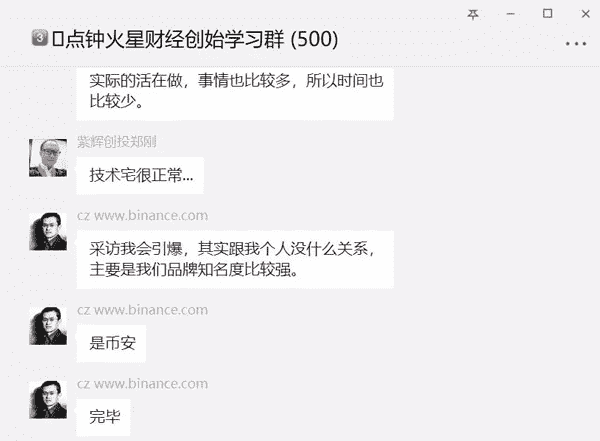 3点钟火星财经创始学习群 (500)
实际的活在做，事情也比较多，所以时间也
比较少。
紫辉创投郑刚
技术宅很正常...
cz www.binance.com
采访我会引爆，其实跟我个人没什么关系，
主要是我们品牌知名度比较强。
cz www.binance.com
是币安
cz www.binance.com
完毕